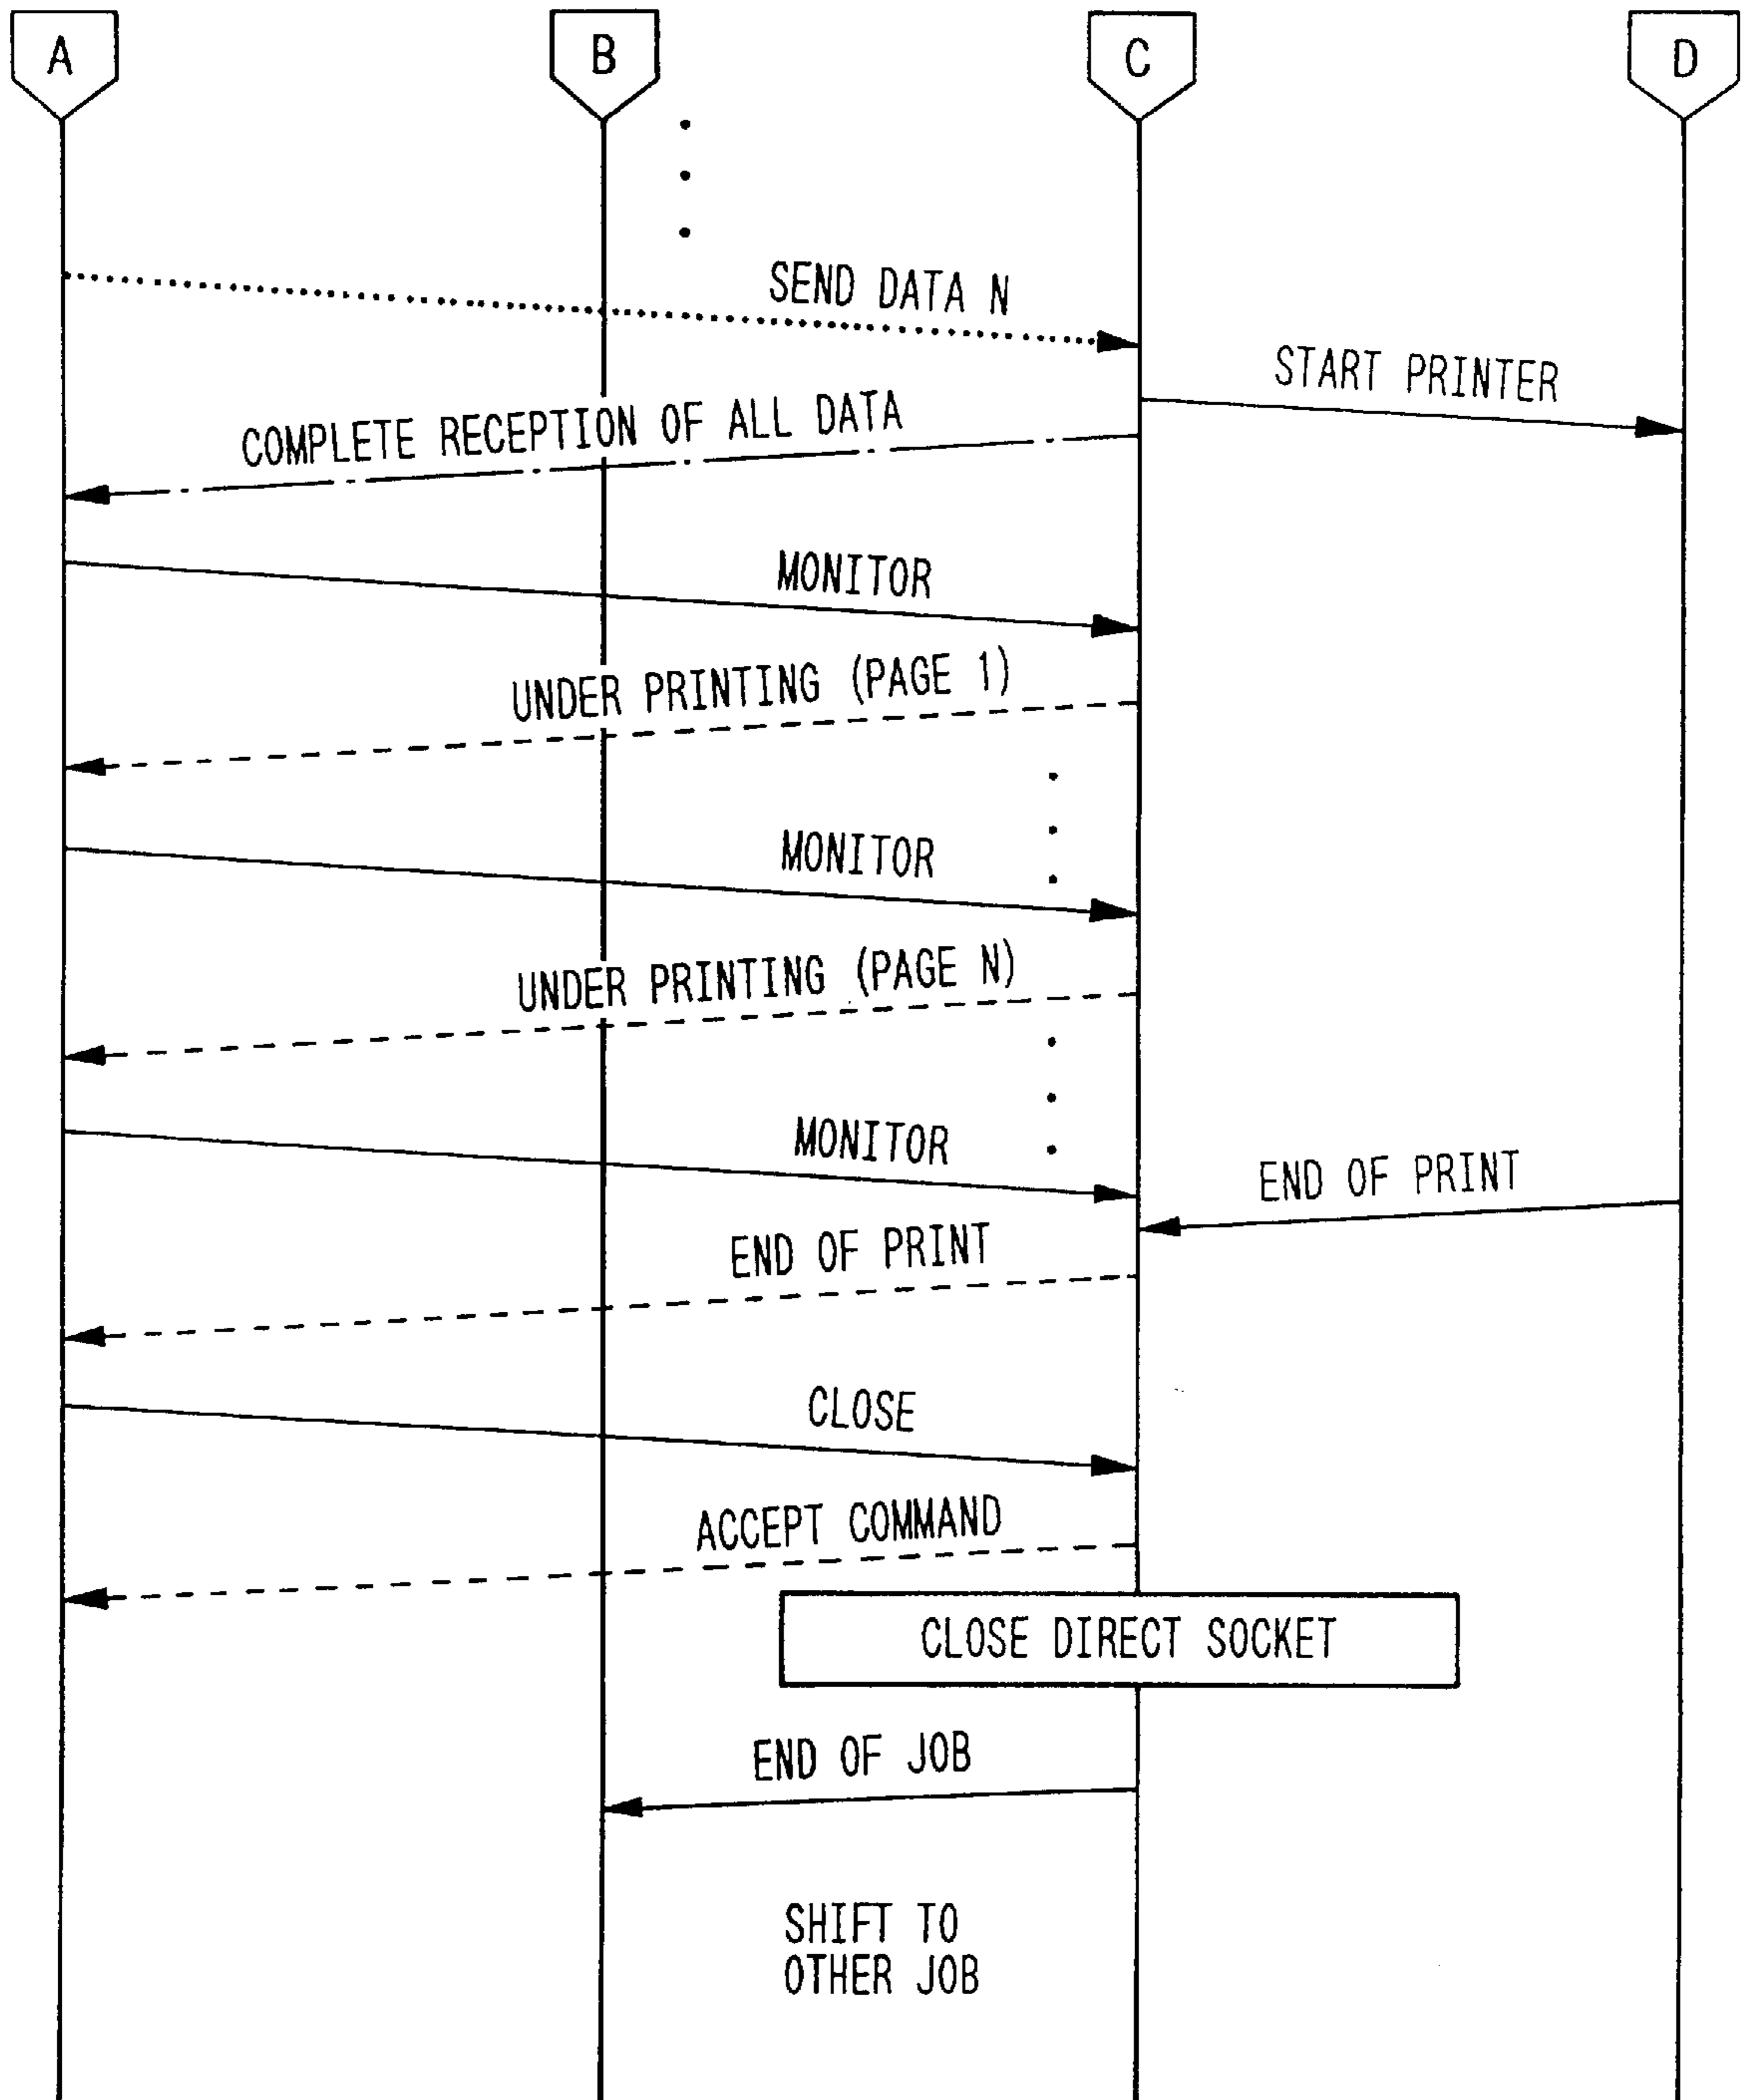 A
B
C
D
SEND DATA N
START PRINTER
COMPLETE RECEPTION OF ALL DATA
MONITOR
UNDER PRINTING (PAGE 1)
MONITOR
UNDER PRINTING (PAGE N)
MONITOR
END OF PRINT
END OF PRINT
CLOSE
ACCEPT COMMAND
CLOSE DIRECT SOCKET
END OF JOB
SHIFT TO
OTHER JOB